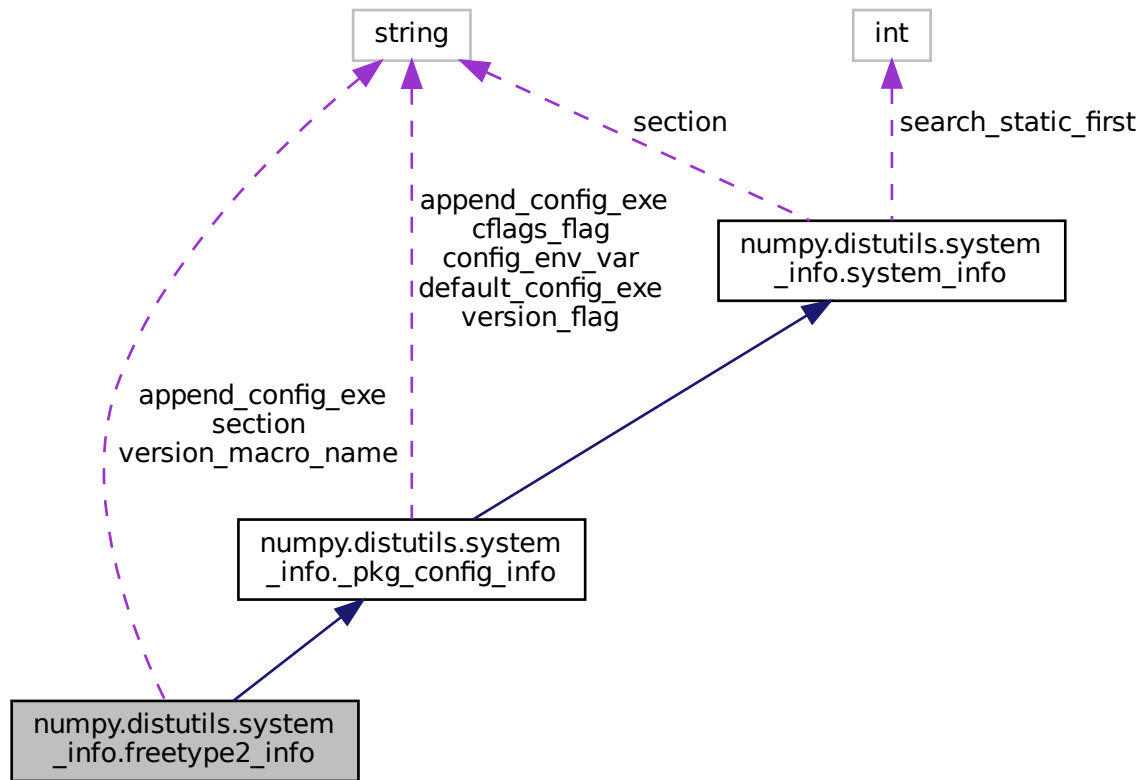 string
int
section
search_static_first
append_config_exe
cflags_flag
config_env_var
default_config_exe
version_flag
numpy.distutils.system
_info.system_info
append_config_exe
section
version_macro_name
numpy.distutils.system
_info._pkg_config_info
numpy.distutils.system
_info.freetype2_info